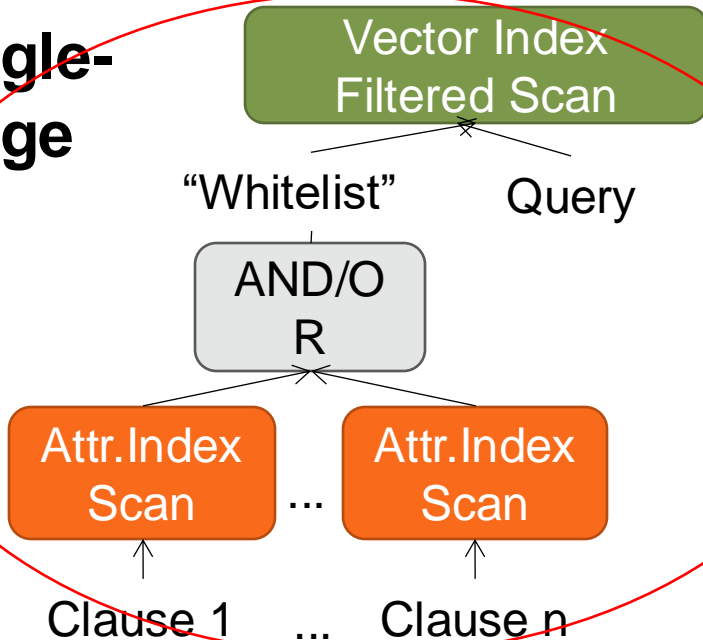 gle-
ge
Vector Index
Filtered Scan
“Whitelist”
Query
AND/O
R
Attr.Index
Scan
...
Attr.Index
Scan
Clause 1
...
Clause n